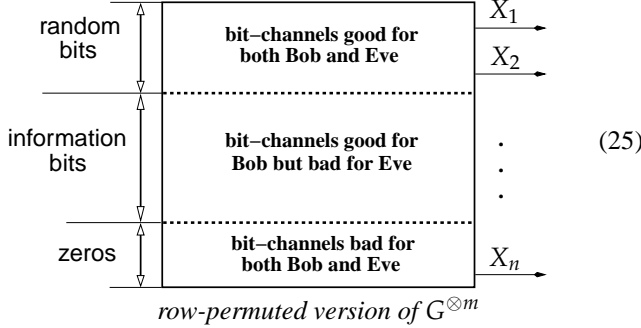 random
bits
bit–channels good for
both Bob and Eve
X₁
X₂
information
bits
bit–channels good for
Bob but bad for Eve
.
.
.
(25)
zeros
bit–channels bad for
both Bob and Eve
Xₙ
row-permuted version of G^{⊗m}